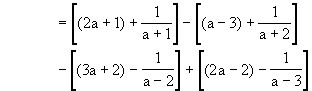 = [(2a + 1) + 1/(a + 1)] − [(a − 3) + 1/(a + 2)]
− [(3a + 2) − 1/(a − 2)] + [(2a − 2) − 1/(a − 3)]